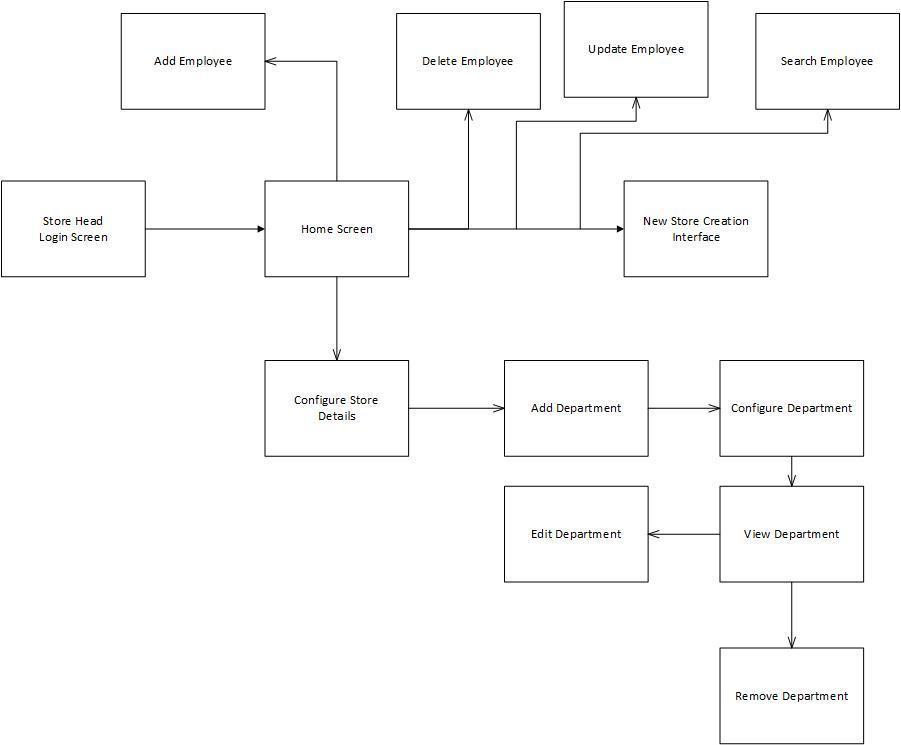 Add Employee
Delete Employee
Update Employee
Search Employee
Store Head
Login Screen
Home Screen
New Store Creation
Interface
Configure Store
Details
Add Department
Configure Department
Edit Department
View Department
Remove Department